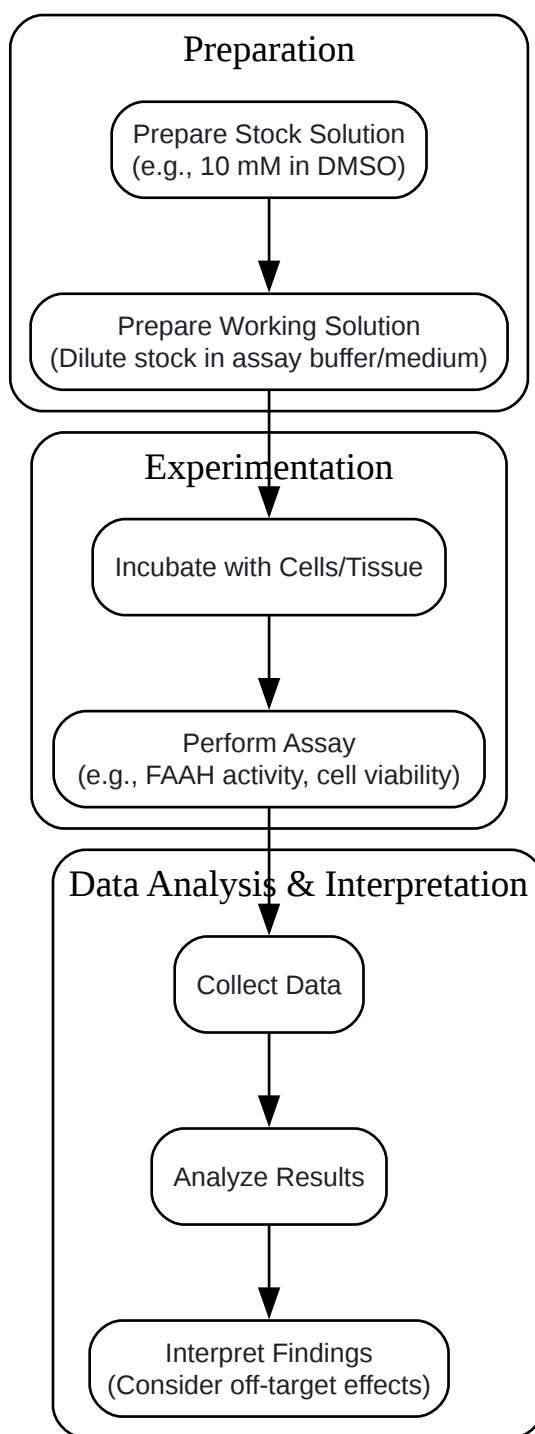 Preparation
Prepare Stock Solution
(e.g., 10 mM in DMSO)
Prepare Working Solution
(Dilute stock in assay buffer/medium)
Experimentation
Incubate with Cells/Tissue
Perform Assay
(e.g., FAAH activity, cell viability)
Data Analysis & Interpretation
Collect Data
Analyze Results
Interpret Findings
(Consider off-target effects)